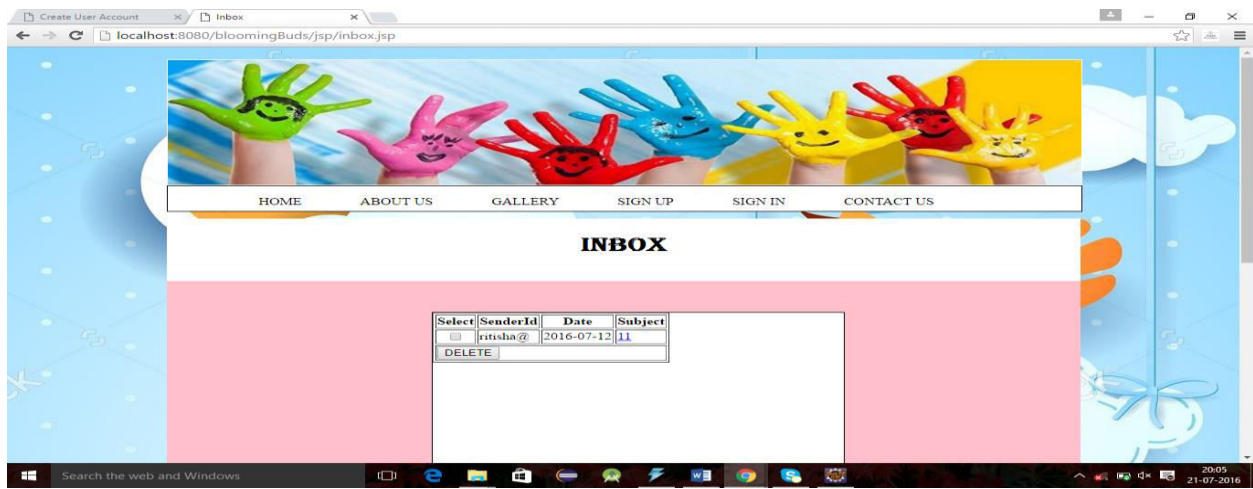 Create User Account
Inbox
localhost:8080/bloomingBuds/jsp/inbox.jsp
HOME ABOUT US GALLERY SIGN UP SIGN IN CONTACT US
INBOX
Select SenderId Date Subject
ritisha@ 2016-07-12 11
DELETE
Search the web and Windows
20:05
21-07-2016